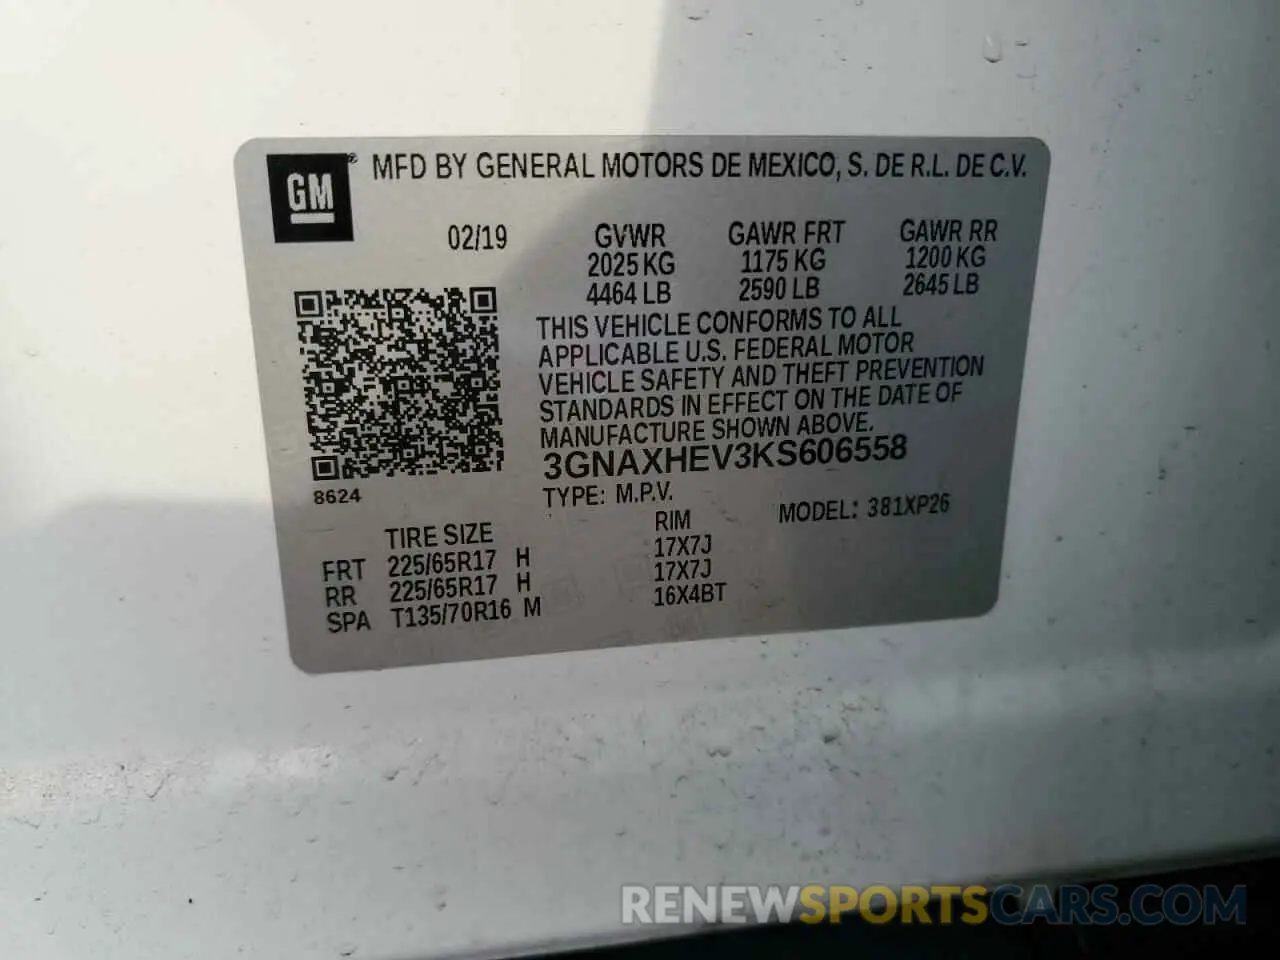 GM® MFD BY GENERAL MOTORS DE MEXICO, S. DE R.L. DE C.V.
02/19 GVWR GAWR FRT GAWR RR
2025 KG 1175 KG 1200 KG
4464 LB 2590 LB 2645 LB
THIS VEHICLE CONFORMS TO ALL
APPLICABLE U.S. FEDERAL MOTOR
VEHICLE SAFETY AND THEFT PREVENTION
STANDARDS IN EFFECT ON THE DATE OF
MANUFACTURE SHOWN ABOVE.
3GNAXHEV3KS606558
8624 TYPE: M.P.V. MODEL: 381XP26
TIRE SIZE RIM
FRT 225/65R17 H 17X7J
RR 225/65R17 H 17X7J
SPA T135/70R16 M 16X4BT
RENEWSPORTSCARS.COM